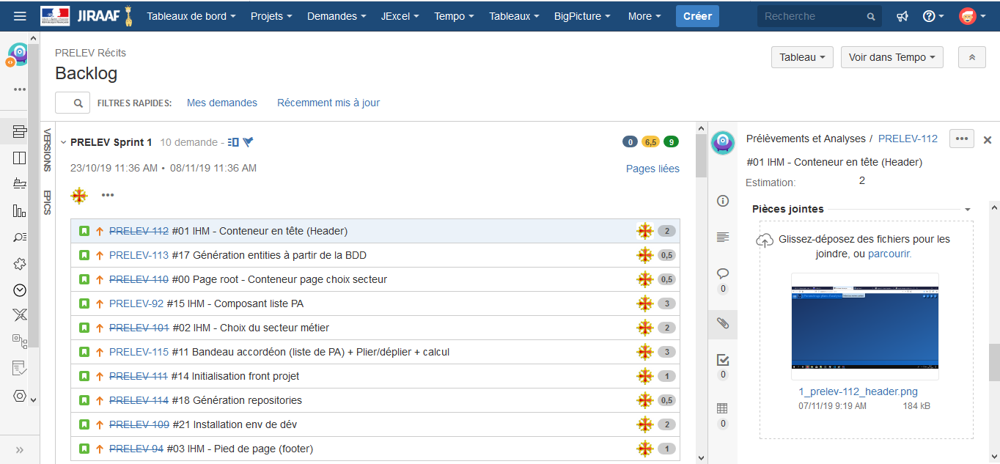 JIRAAF Tableaux de bord Projets Demandes JExcel Tempo Tableaux BigPicture More Créer Recherche
PRELEV Récits
Backlog
Tableau Voir dans Tempo
FILTRES RAPIDES: Mes demandes Récemment mis à jour
VERSIONS
EPICS
PRELEV Sprint 1 10 demande - 0 6,5 9
23/10/19 11:36 AM • 08/11/19 11:36 AM Pages liées
PRELEV-112 #01 IHM - Conteneur en tête (Header) 2
PRELEV-113 #17 Génération entities à partir de la BDD 0,5
PRELEV-110 #00 Page root - Conteneur page choix secteur 0,5
PRELEV-92 #15 IHM - Composant liste PA 3
PRELEV-101 #02 IHM - Choix du secteur métier 2
PRELEV-115 #11 Bandeau accordéon (liste de PA) + Plier/déplier + calcul 3
PRELEV-111 #14 Initialisation front projet 1
PRELEV-114 #18 Génération repositories 0,5
PRELEV-109 #21 Installation env de dév 2
PRELEV-94 #03 IHM - Pied de page (footer) 1
0
0
0
Prélèvements et Analyses / PRELEV-112
#01 IHM - Conteneur en tête (Header)
Estimation: 2
Pièces jointes
Glissez-déposez des fichiers pour les
joindre, ou parcourir.
1_prelev-112_header.png
07/11/19 9:19 AM 184 kB